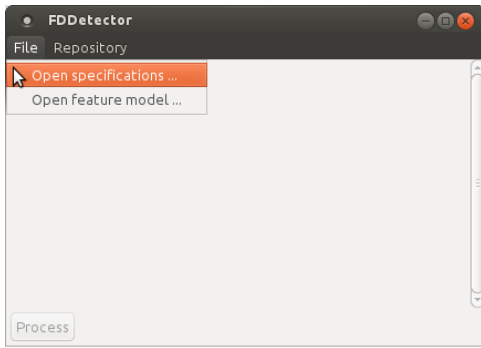 FDDetector
File Repository
Open specifications ...
Open feature model ...
Process